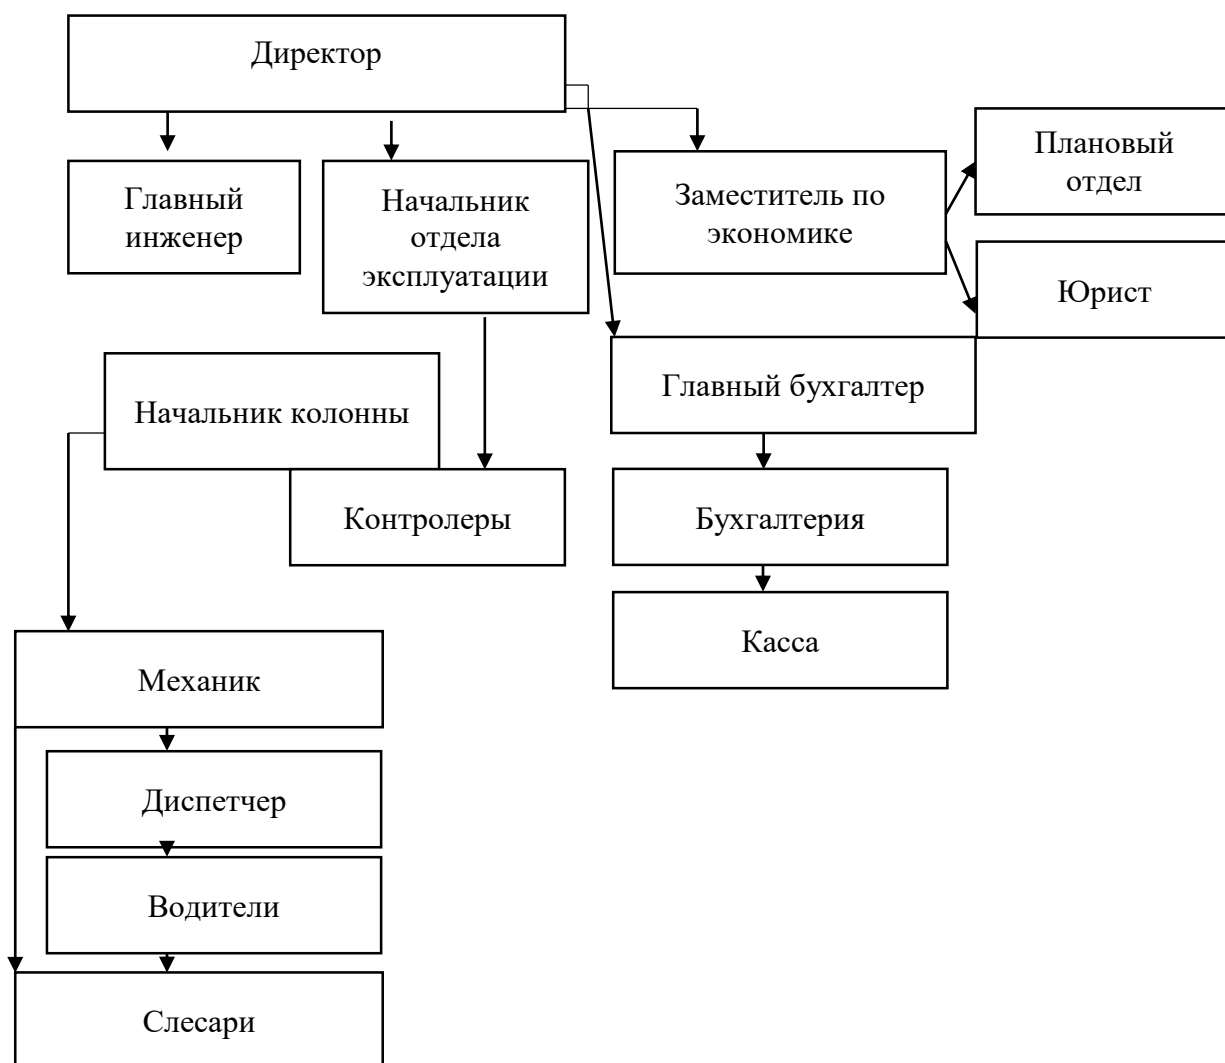 Директор
Главный
инженер
Начальник
отдела
эксплуатации
Заместитель по
экономике
Плановый
отдел
Юрист
Начальник колонны
Главный бухгалтер
Контролеры
Бухгалтерия
Касса
Механик
Диспетчер
Водители
Слесари